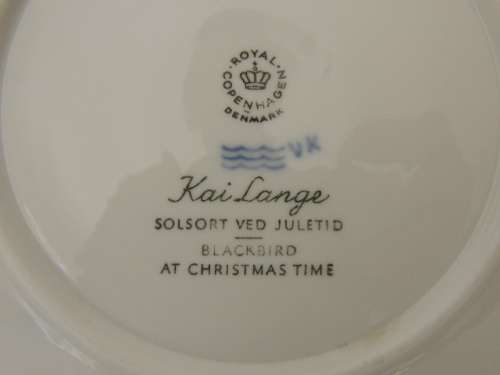 ROYAL COPENHAGEN
DENMARK
VK
Kai Lange
SOLSORT VED JULETID
BLACKBIRD
AT CHRISTMAS TIME